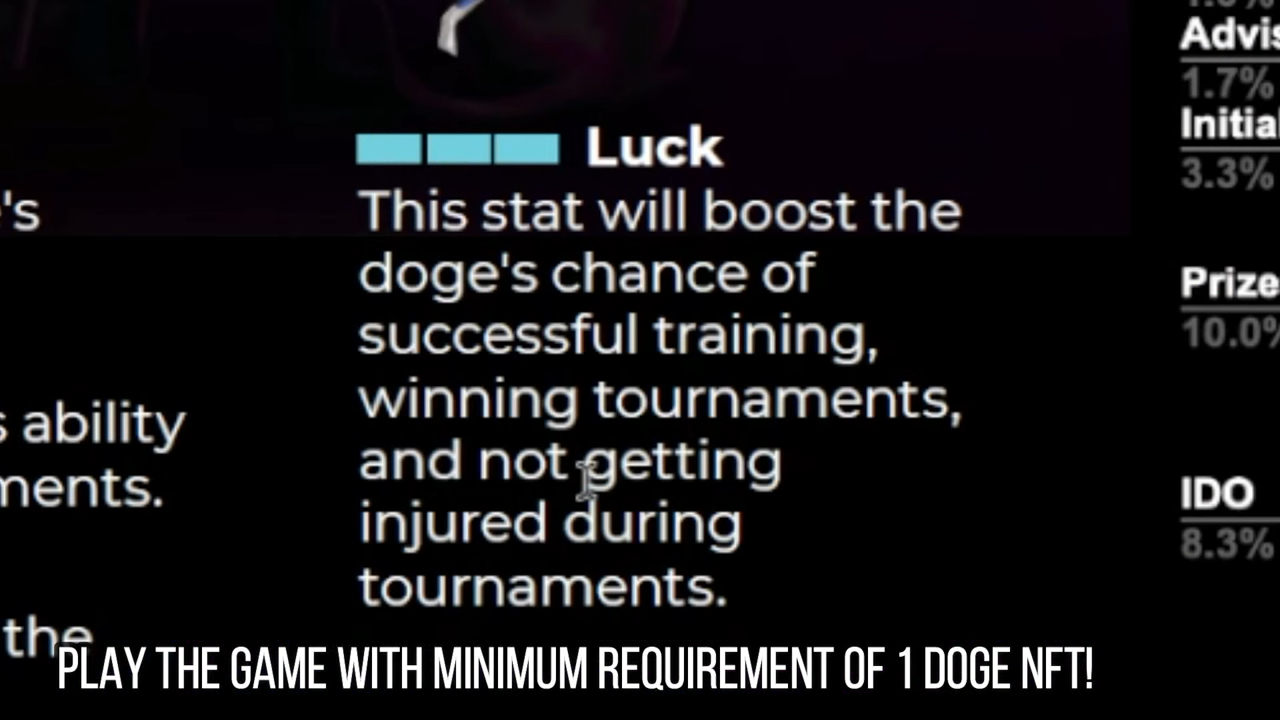 's
ability
ments.
the
Luck
This stat will boost the
doge's chance of
successful training,
winning tournaments,
and not getting
injured during
tournaments.
Advis
1.7%
Initial
3.3%
Prize
10.0%
IDO
8.3%
PLAY THE GAME WITH MINIMUM REQUIREMENT OF 1 DOGE NFT!